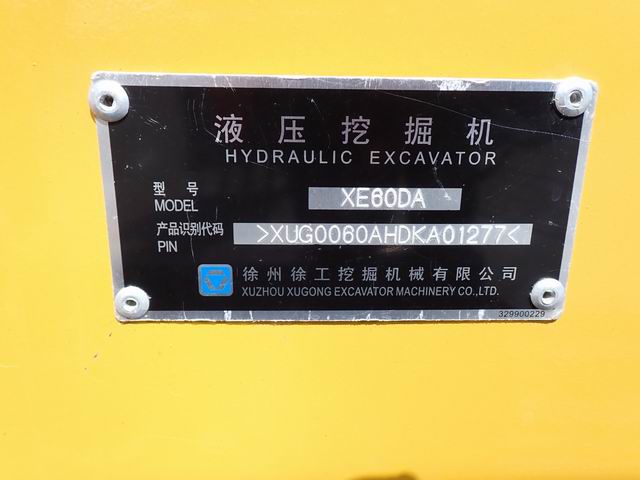 液压挖掘机
HYDRAULIC EXCAVATOR
型号 XE60DA
MODEL
产品识别代码 >XUG0060AHDKA01277<
PIN
徐州徐工挖掘机械有限公司
XUZHOU XUGONG EXCAVATOR MACHINERY CO.,LTD.
329900229